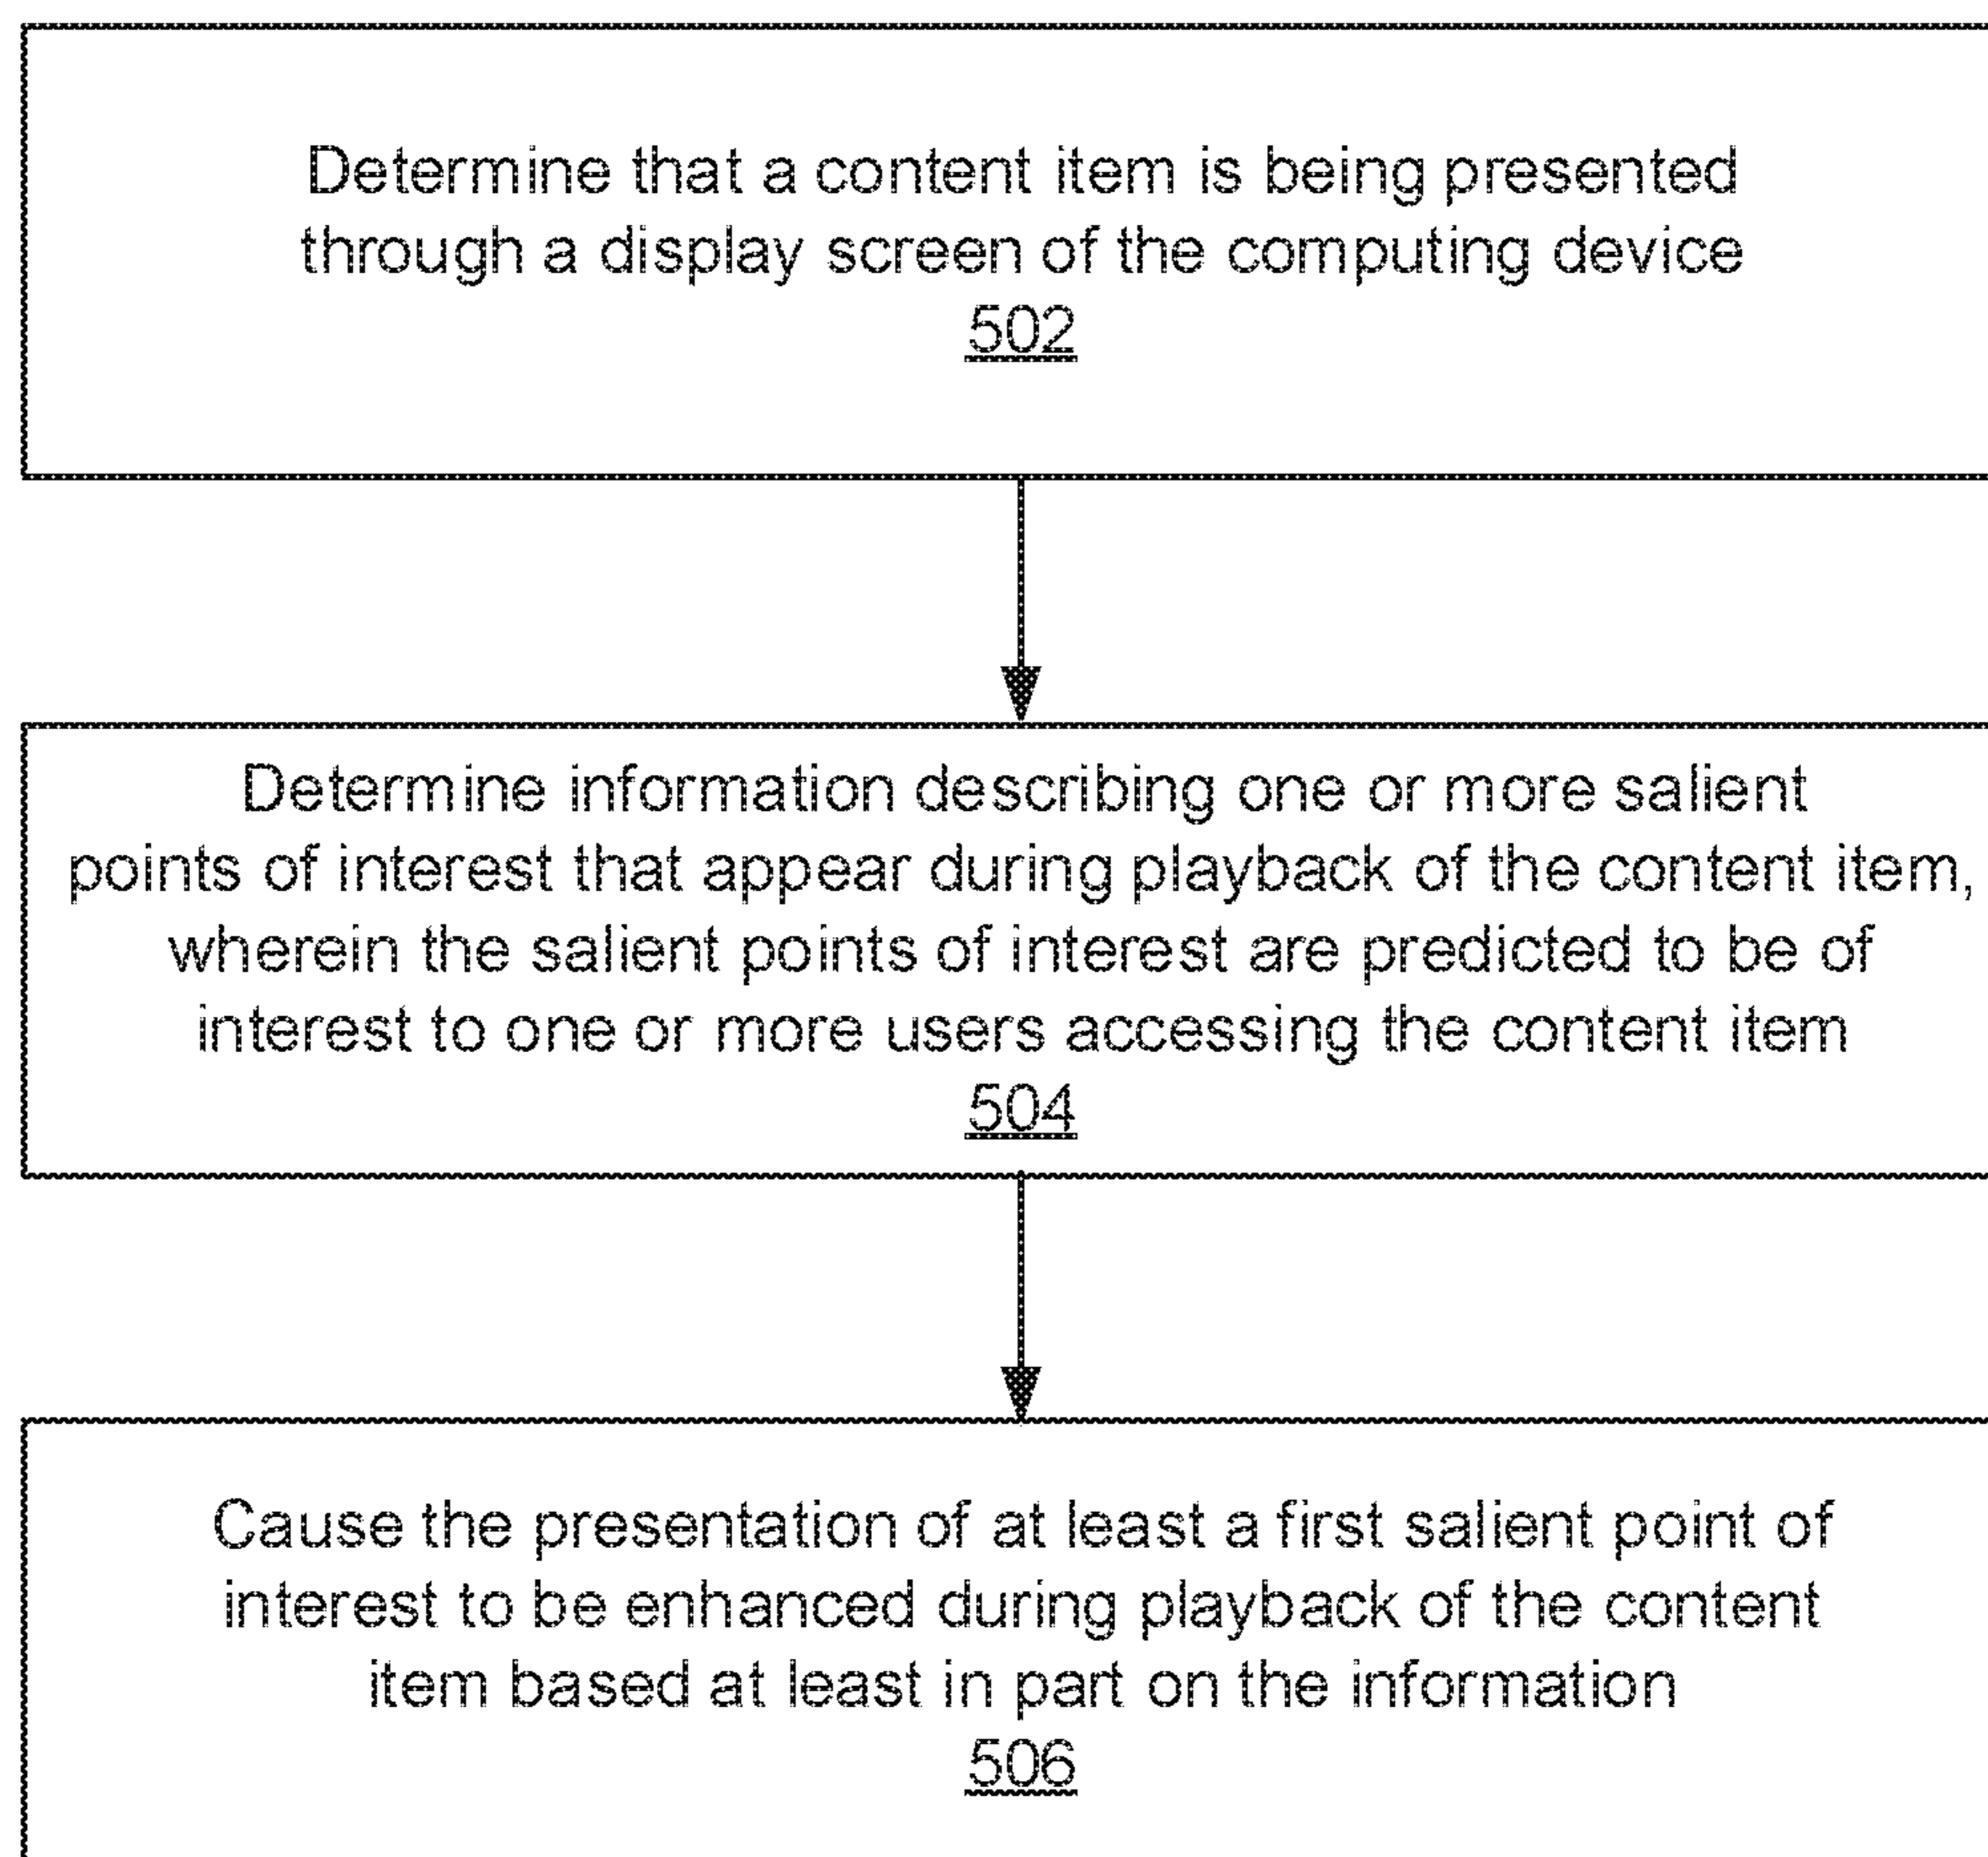 Determine that a content item is being presented
through a display screen of the computing device
502
Determine information describing one or more salient
points of interest that appear during playback of the content item,
wherein the salient points of interest are predicted to be of
interest to one or more users accessing the content item
504
Cause the presentation of at least a first salient point of
interest to be enhanced during playback of the content
item based at least in part on the information
506